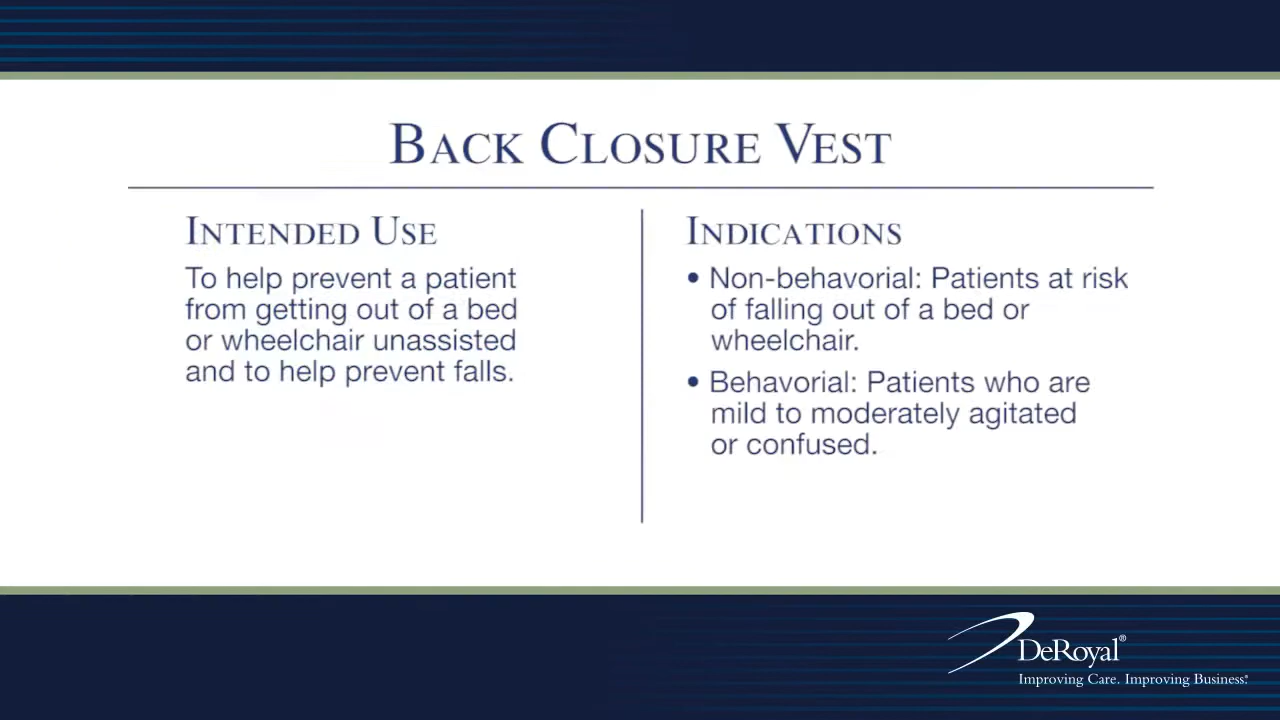 BACK CLOSURE VEST
INTENDED USE
To help prevent a patient
from getting out of a bed
or wheelchair unassisted
and to help prevent falls.
INDICATIONS
• Non-behavorial: Patients at risk
of falling out of a bed or
wheelchair.
• Behavorial: Patients who are
mild to moderately agitated
or confused.
DeRoyal®
Improving Care. Improving Business.®